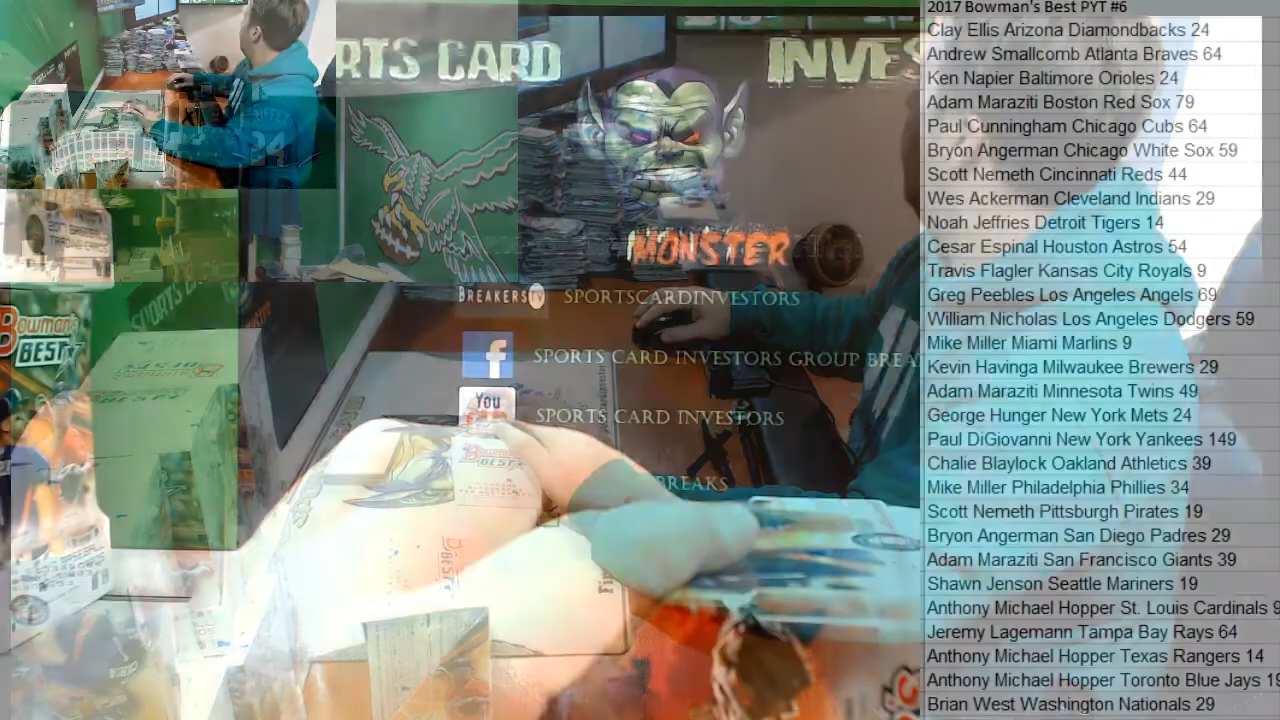 2017 Bowman's Best PYT #6
Clay Ellis Arizona Diamondbacks 24
Andrew Smallcomb Atlanta Braves 64
Ken Napier Baltimore Orioles 24
Adam Maraziti Boston Red Sox 79
Paul Cunningham Chicago Cubs 64
Bryon Angerman Chicago White Sox 59
Scott Nemeth Cincinnati Reds 44
Wes Ackerman Cleveland Indians 29
Noah Jeffries Detroit Tigers 14
Cesar Espinal Houston Astros 54
Travis Flagler Kansas City Royals 9
Greg Peebles Los Angeles Angels 69
William Nicholas Los Angeles Dodgers 59
Mike Miller Miami Marlins 9
Kevin Havinga Milwaukee Brewers 29
Adam Maraziti Minnesota Twins 49
George Hunger New York Mets 24
Paul DiGiovanni New York Yankees 149
Chalie Blaylock Oakland Athletics 39
Mike Miller Philadelphia Phillies 34
Scott Nemeth Pittsburgh Pirates 19
Bryon Angerman San Diego Padres 29
Adam Maraziti San Francisco Giants 39
Shawn Jenson Seattle Mariners 19
Anthony Michael Hopper St. Louis Cardinals 9
Jeremy Lagemann Tampa Bay Rays 64
Anthony Michael Hopper Texas Rangers 14
Anthony Michael Hopper Toronto Blue Jays 19
Brian West Washington Nationals 29
RTS CARD INVES
MONSTER
BREAKERS TV SPORTSCARDINVESTORS
f SPORTS CARD INVESTORS GROUP BREA
You SPORTS CARD INVESTORS
BREAKS
Bowman's
BEST
BEST